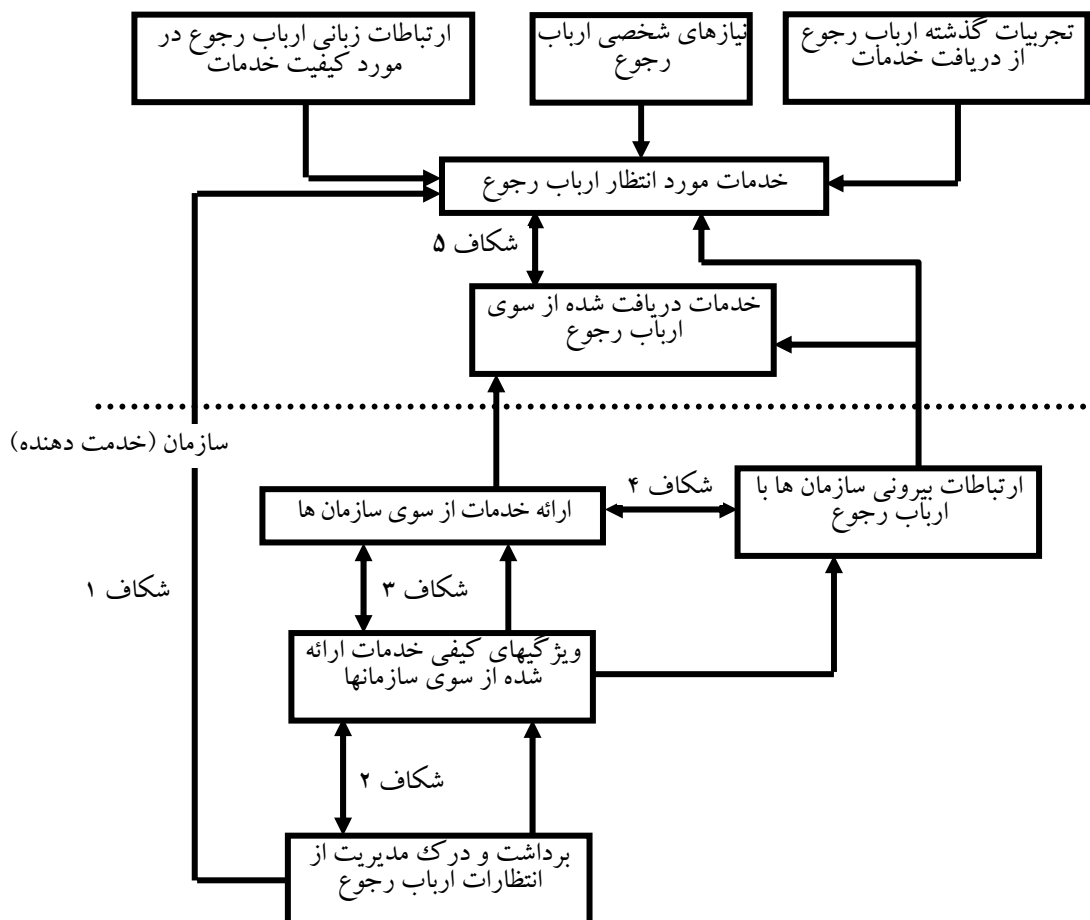 تجربیات گذشته ارباب رجوع
از دریافت خدمات
نیازهای شخصی ارباب
رجوع
ارتباطات زبانی ارباب رجوع در
مورد کیفیت خدمات
خدمات مورد انتظار ارباب رجوع
شکاف ۵
خدمات دریافت شده از سوی
ارباب رجوع
سازمان (خدمت دهنده)
ارتباطات بیرونی سازمان ها با
ارباب رجوع
شکاف ۴
ارائه خدمات از سوی سازمان ها
شکاف ۳
شکاف ۱
ویژگیهای کیفی خدمات ارائه
شده از سوی سازمانها
شکاف ۲
برداشت و درک مدیریت از
انتظارات ارباب رجوع